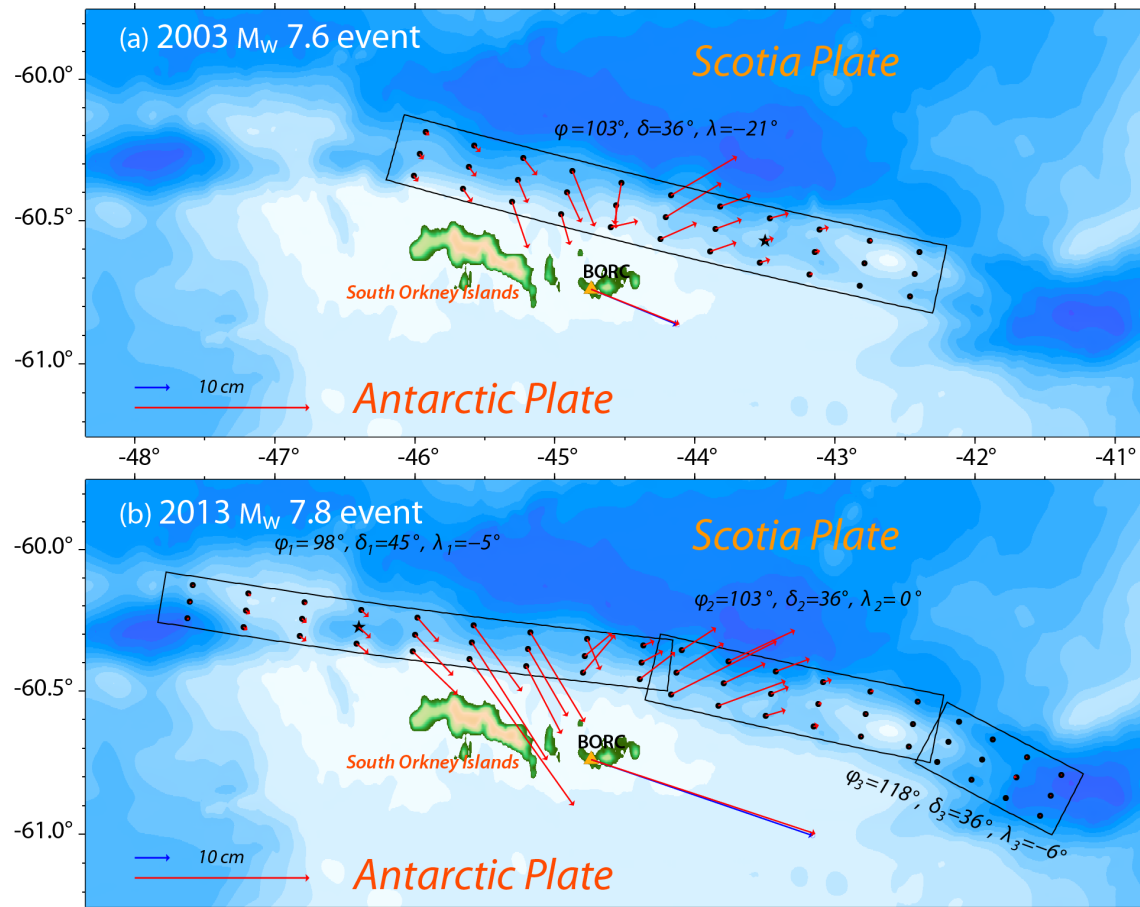 (a) 2003 Mw 7.6 event
Scotia Plate
-60.0°
φ=103°, δ=36°, λ=−21°
-60.5°
BORC
South Orkney Islands
-61.0°
10 cm
Antarctic Plate
-48° -47° -46° -45° -44° -43° -42° -41°
(b) 2013 Mw 7.8 event
Scotia Plate
φ1=98°, δ1=45°, λ1=−5°
-60.0°
φ2=103°, δ2=36°, λ2=0°
-60.5°
BORC
South Orkney Islands
φ3=118°, δ3=36°, λ3=−6°
-61.0°
10 cm
Antarctic Plate